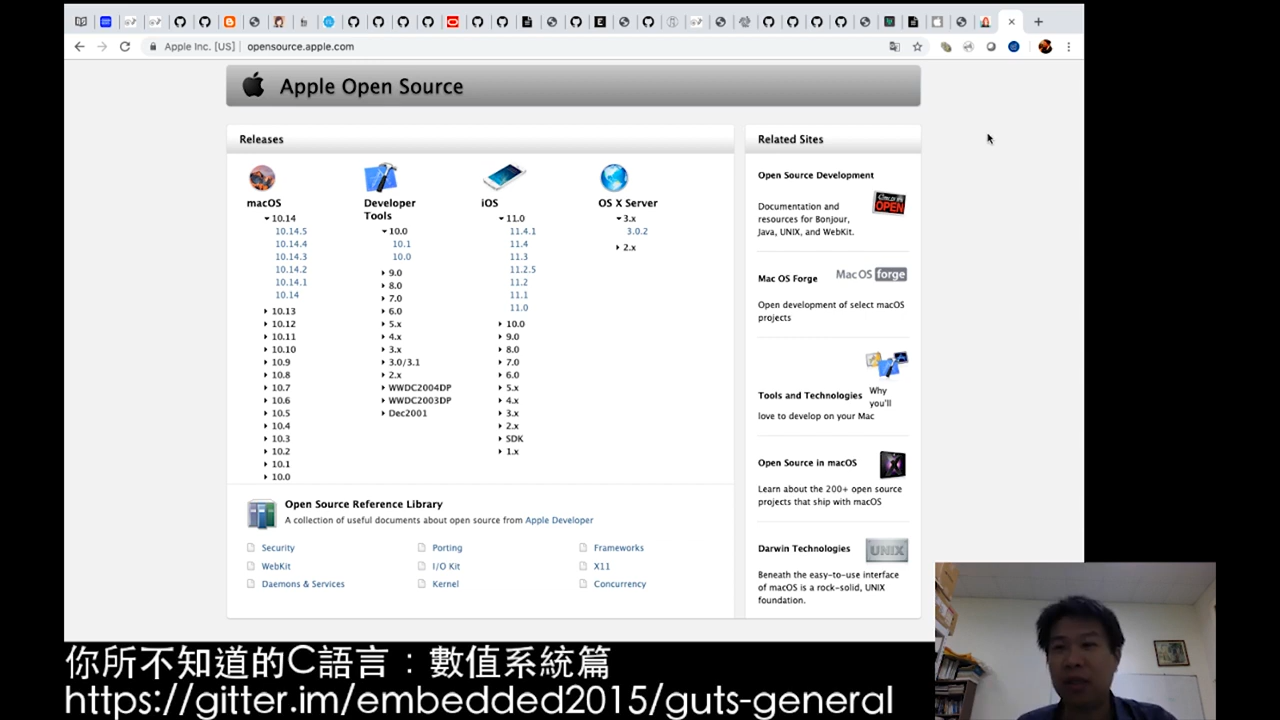 Apple Inc. [US]
opensource.apple.com
Apple Open Source
Releases
macOS
10.14
10.14.5
10.14.4
10.14.3
10.14.2
10.14.1
10.14
10.13
10.12
10.11
10.10
10.9
10.8
10.7
10.6
10.5
10.4
10.3
10.2
10.1
10.0
Developer
Tools
10.0
10.1
10.0
9.0
8.0
7.0
6.0
5.x
4.x
3.x
3.0/3.1
2.x
WWDC2004DP
WWDC2003DP
Dec2001
iOS
11.0
11.4.1
11.4
11.3
11.2.5
11.2
11.1
11.0
10.0
9.0
8.0
7.0
6.0
5.x
4.x
3.x
2.x
SDK
1.x
OS X Server
3.x
3.0.2
2.x
Open Source Reference Library
A collection of useful documents about open source from Apple Developer
Security
Porting
Frameworks
WebKit
I/O Kit
X11
Daemons & Services
Kernel
Concurrency
Related Sites
Open Source Development
OPEN
Documentation and
resources for Bonjour,
Java, UNIX, and WebKit.
Mac OS Forge
Mac OS forge
Open development of select macOS
projects
Tools and Technologies
Why
you'll
love to develop on your Mac
Open Source in macOS
Learn about the 200+ open source
projects that ship with macOS
Darwin Technologies
UNIX
Beneath the easy-to-use interface
of macOS is a rock-solid, UNIX
foundation.
你所不知道的C語言：數值系統篇
https://gitter.im/embedded2015/guts-general